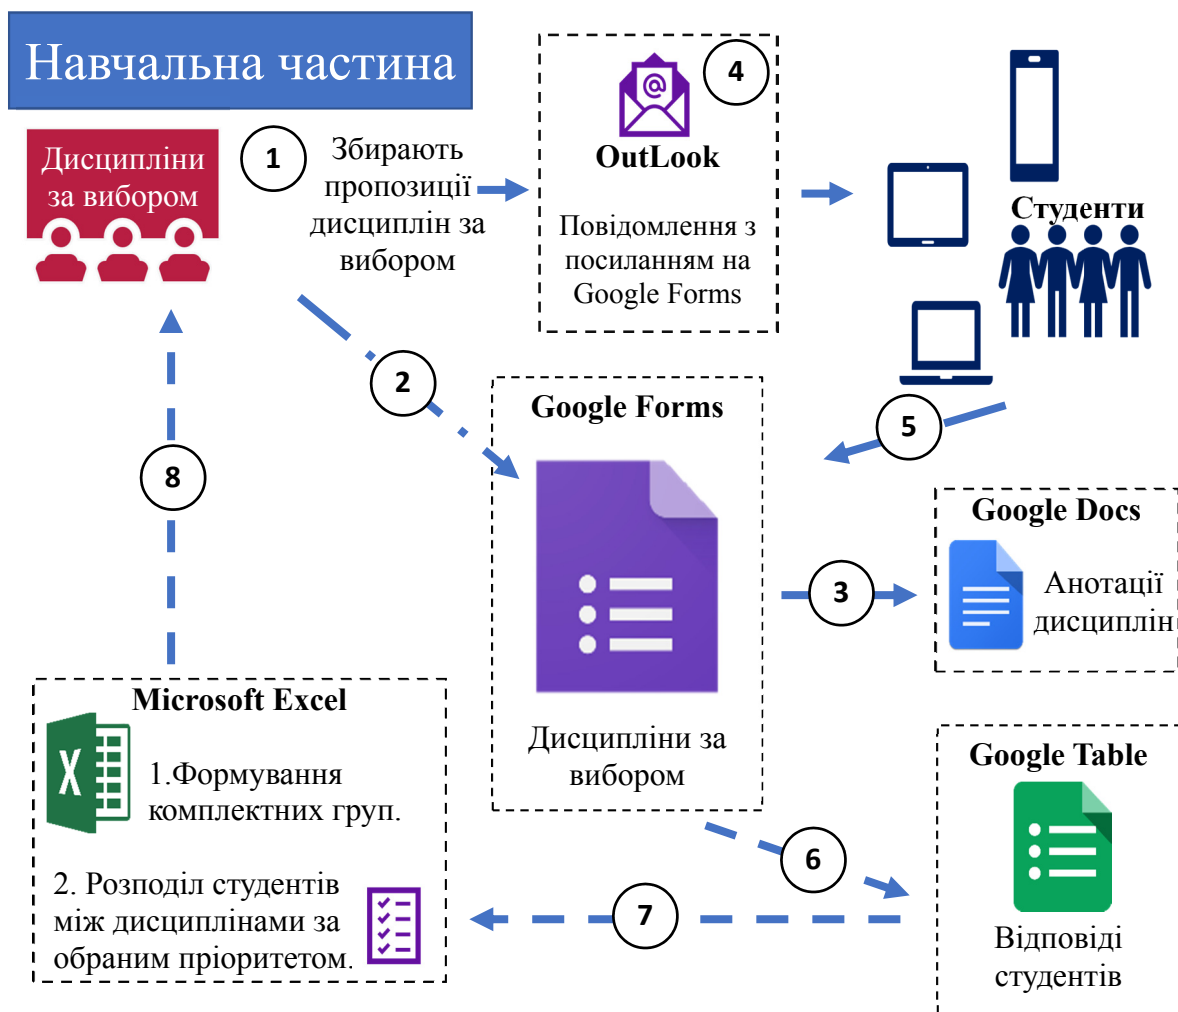 Навчальна частина
Дисципліни
за вибором
1
Збирають
пропозиції
дисциплін за
вибором
4
OutLook
Повідомлення з
посиланням на
Google Forms
Студенти
2
Google Forms
Дисципліни за
вибором
5
3
Google Docs
Анотації
дисциплін
8
Microsoft Excel
1.Формування
комплектних груп.
2. Розподіл студентів
між дисциплінами за
обраним пріоритетом.
6
7
Google Table
Відповіді
студентів